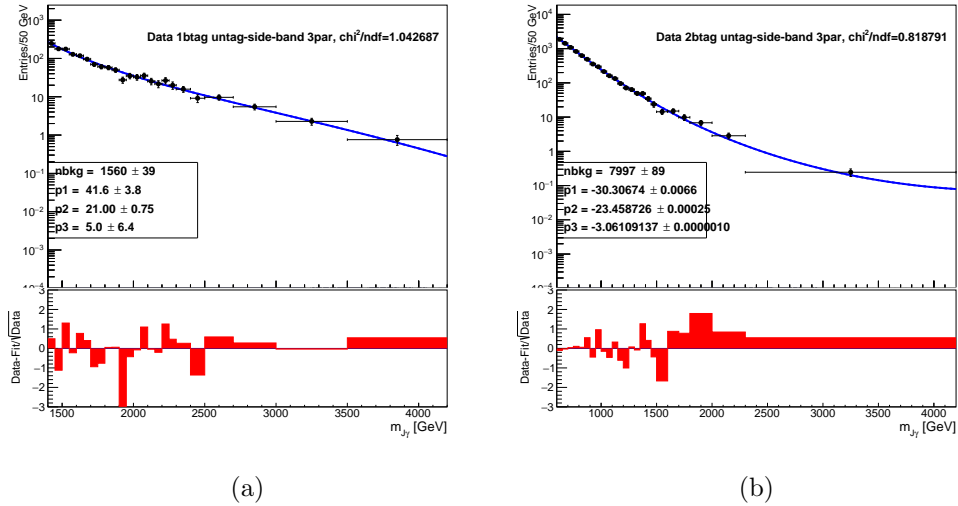 Data 1btag untag-side-band 3par, chi²/ndf=1.042687
Entries/50 GeV
10³
10²
10
1
10⁻¹
10⁻²
10⁻³
10⁻⁴
nbkg = 1560 ± 39
p1 = 41.6 ± 3.8
p2 = 21.00 ± 0.75
p3 = 5.0 ± 6.4
Data-Fit/√Data
3
2
1
0
−1
−2
−3
1500 2000 2500 3000 3500 4000
m_Jγ [GeV]
(a)
Data 2btag untag-side-band 3par, chi²/ndf=0.818791
Entries/50 GeV
10⁴
10³
10²
10
1
10⁻¹
10⁻²
10⁻³
10⁻⁴
nbkg = 7997 ± 89
p1 = -30.30674 ± 0.0066
p2 = -23.458726 ± 0.00025
p3 = -3.06109137 ± 0.0000010
Data-Fit/√Data
3
2
1
0
−1
−2
−3
1000 1500 2000 2500 3000 3500 4000
m_Jγ [GeV]
(b)